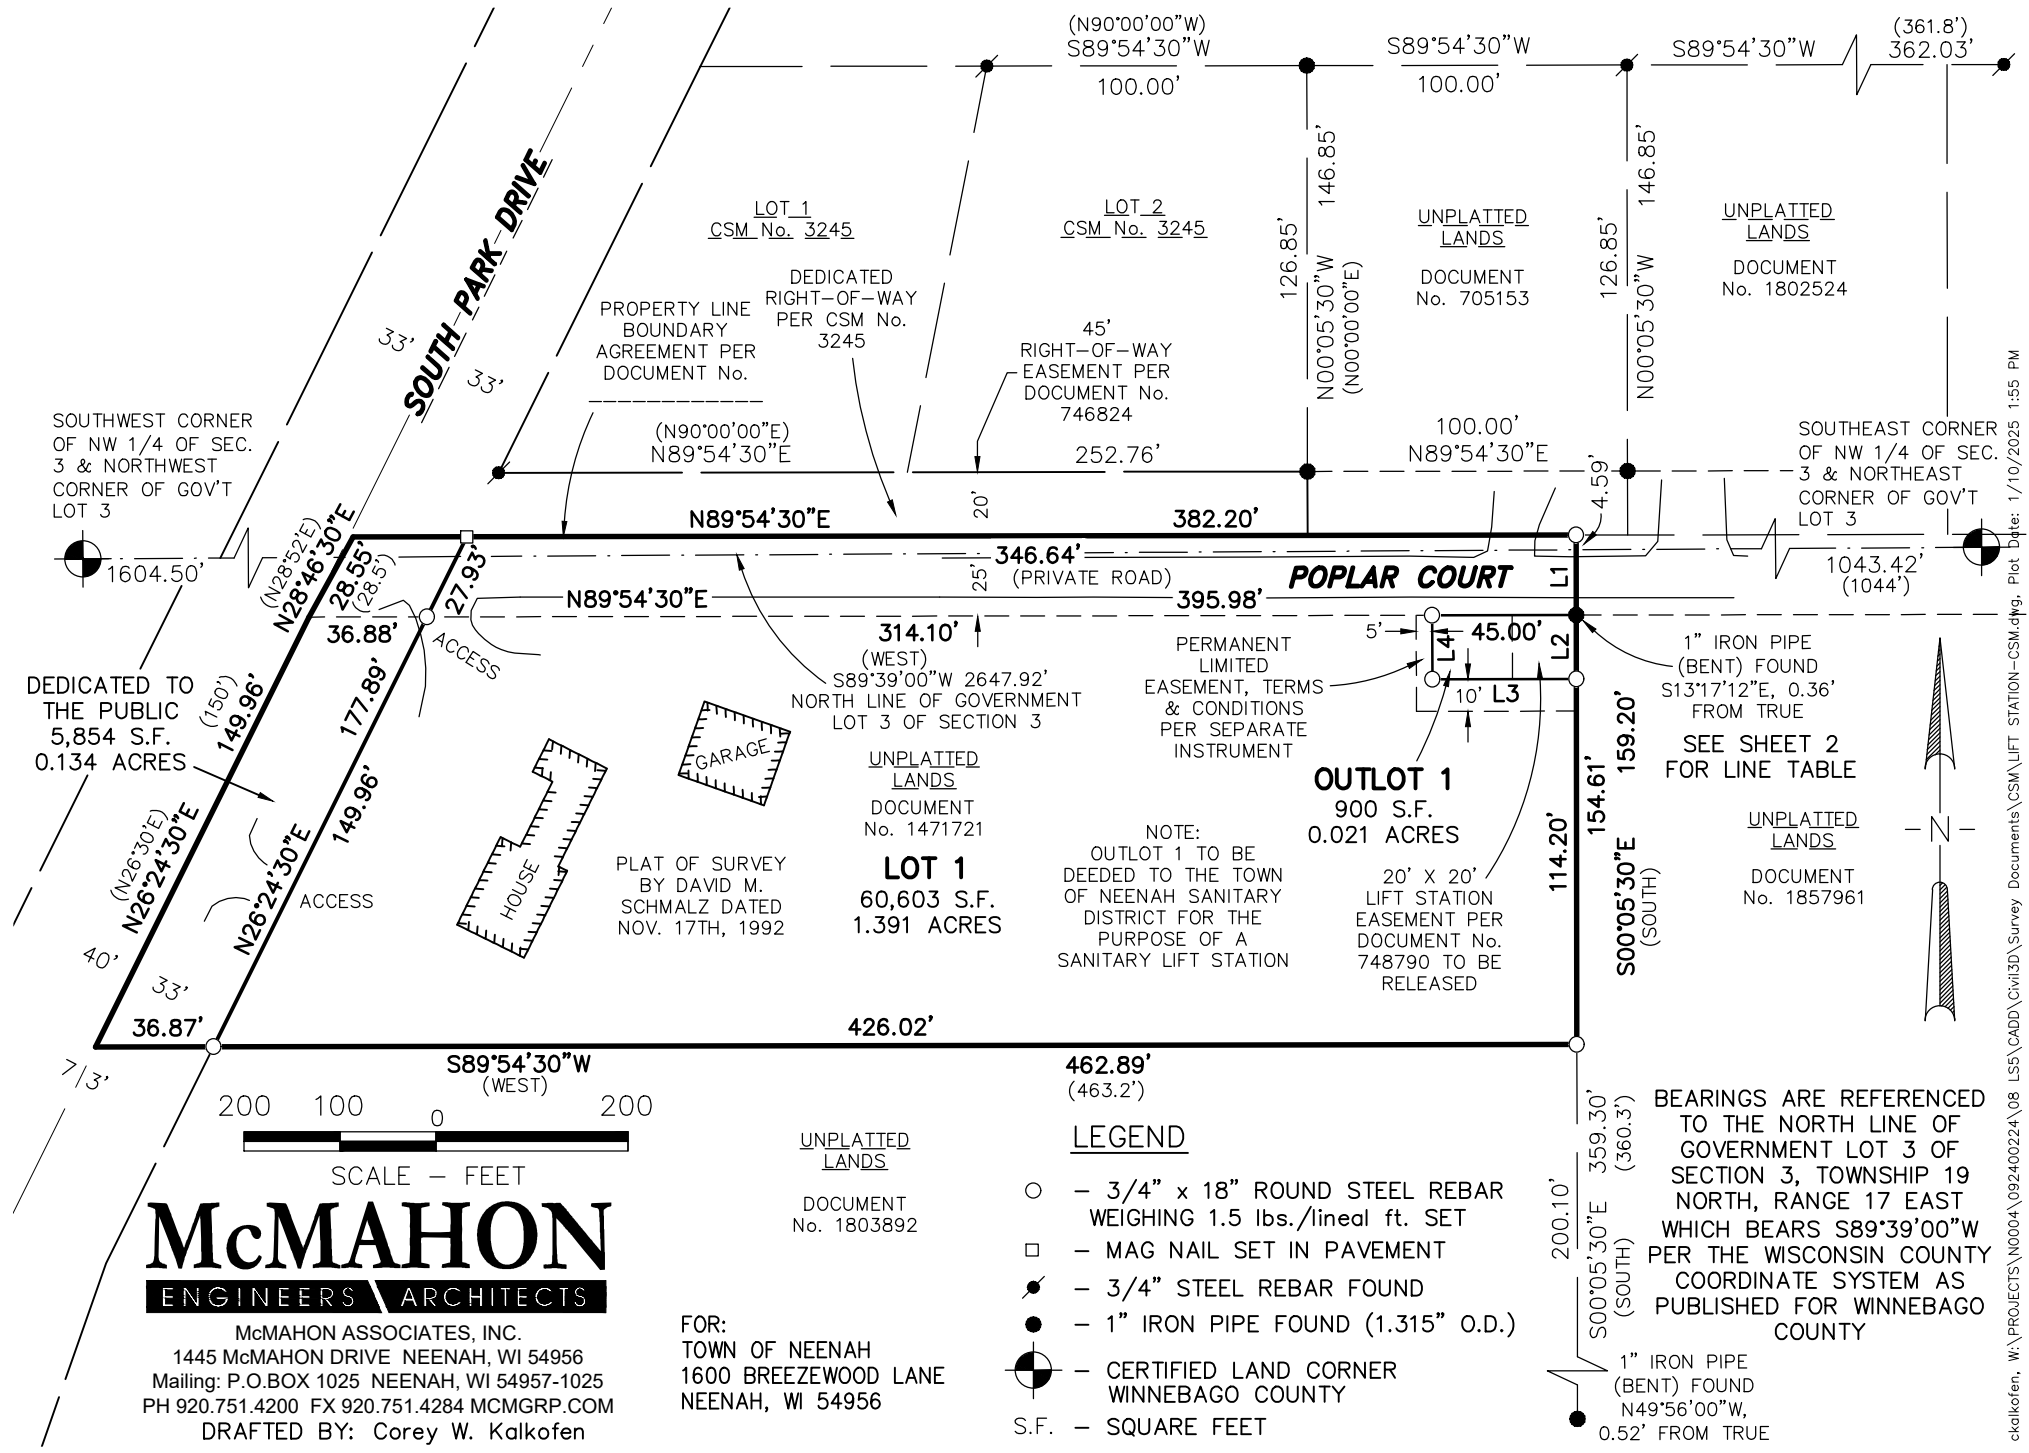 (N90°00'00"W)
S89°54'30"W
100.00'
S89°54'30"W
100.00'
S89°54'30"W
(361.8')
362.03'
SOUTH PARK DRIVE
33'
33'
LOT 1
CSM No. 3245
LOT 2
CSM No. 3245
126.85'
146.85'
N00°05'30"W
(N00°00'00"E)
UNPLATTED
LANDS
DOCUMENT
No. 705153
126.85'
146.85'
N00°05'30"W
UNPLATTED
LANDS
DOCUMENT
No. 1802524
PROPERTY LINE
BOUNDARY
AGREEMENT PER
DOCUMENT No.
_____________
DEDICATED
RIGHT-OF-WAY
PER CSM No.
3245
45'
RIGHT-OF-WAY
EASEMENT PER
DOCUMENT No.
746824
(N90°00'00"E)
N89°54'30"E
252.76'
100.00'
N89°54'30"E
SOUTHWEST CORNER
OF NW 1/4 OF SEC.
3 & NORTHWEST
CORNER OF GOV'T
LOT 3
SOUTHEAST CORNER
OF NW 1/4 OF SEC.
3 & NORTHEAST
CORNER OF GOV'T
LOT 3
1604.50'
(N28°52'E)
N28°46'30"E
28.55'
(28.5')
27.93'
N89°54'30"E
20'
382.20'
4.59'
346.64'
(PRIVATE ROAD)
25'
POPLAR COURT
L1
1043.42'
(1044')
N89°54'30"E
395.98'
36.88'
314.10'
ACCESS
(WEST)
S89°39'00"W 2647.92'
NORTH LINE OF GOVERNMENT
LOT 3 OF SECTION 3
PERMANENT
LIMITED
EASEMENT, TERMS
& CONDITIONS
PER SEPARATE
INSTRUMENT
5'
45.00'
L4
L2
10'
L3
1" IRON PIPE
(BENT) FOUND
S13°17'12"E, 0.36'
FROM TRUE
SEE SHEET 2
FOR LINE TABLE
DEDICATED TO
THE PUBLIC
5,854 S.F.
0.134 ACRES
(150')
149.96'
177.89'
149.96'
(N26°30'E)
N26°24'30"E
N26°24'30"E
ACCESS
40'
33'
HOUSE
GARAGE
UNPLATTED
LANDS
DOCUMENT
No. 1471721
LOT 1
60,603 S.F.
1.391 ACRES
PLAT OF SURVEY
BY DAVID M.
SCHMALZ DATED
NOV. 17TH, 1992
NOTE:
OUTLOT 1 TO BE
DEEDED TO THE TOWN
OF NEENAH SANITARY
DISTRICT FOR THE
PURPOSE OF A
SANITARY LIFT STATION
OUTLOT 1
900 S.F.
0.021 ACRES
20' X 20'
LIFT STATION
EASEMENT PER
DOCUMENT No.
748790 TO BE
RELEASED
114.20'
154.61'
159.20'
S00°05'30"E
(SOUTH)
UNPLATTED
LANDS
DOCUMENT
No. 1857961
N
36.87'
426.02'
S89°54'30"W
(WEST)
462.89'
(463.2')
7|3'
200 100 0 200
SCALE - FEET
UNPLATTED
LANDS
DOCUMENT
No. 1803892
LEGEND
- 3/4" x 18" ROUND STEEL REBAR
WEIGHING 1.5 lbs./lineal ft. SET
- MAG NAIL SET IN PAVEMENT
- 3/4" STEEL REBAR FOUND
- 1" IRON PIPE FOUND (1.315" O.D.)
- CERTIFIED LAND CORNER
WINNEBAGO COUNTY
S.F. - SQUARE FEET
200.10'
S00°05'30"E 359.30'
(SOUTH) (360.3')
BEARINGS ARE REFERENCED
TO THE NORTH LINE OF
GOVERNMENT LOT 3 OF
SECTION 3, TOWNSHIP 19
NORTH, RANGE 17 EAST
WHICH BEARS S89°39'00"W
PER THE WISCONSIN COUNTY
COORDINATE SYSTEM AS
PUBLISHED FOR WINNEBAGO
COUNTY
1" IRON PIPE
(BENT) FOUND
N49°56'00"W,
0.52' FROM TRUE
McMAHON
ENGINEERS \ ARCHITECTS
McMAHON ASSOCIATES, INC.
1445 McMAHON DRIVE NEENAH, WI 54956
Mailing: P.O.BOX 1025 NEENAH, WI 54957-1025
PH 920.751.4200 FX 920.751.4284 MCMGRP.COM
DRAFTED BY: Corey W. Kalkofen
FOR:
TOWN OF NEENAH
1600 BREEZEWOOD LANE
NEENAH, WI 54956
ckalkofen, W:\PROJECTS\N0004\092400224\08 LS5\CADD\Civil3D\Survey Documents\CSM\LIFT STATION-CSM.dwg, Plot Date: 1/10/2025 1:55 PM